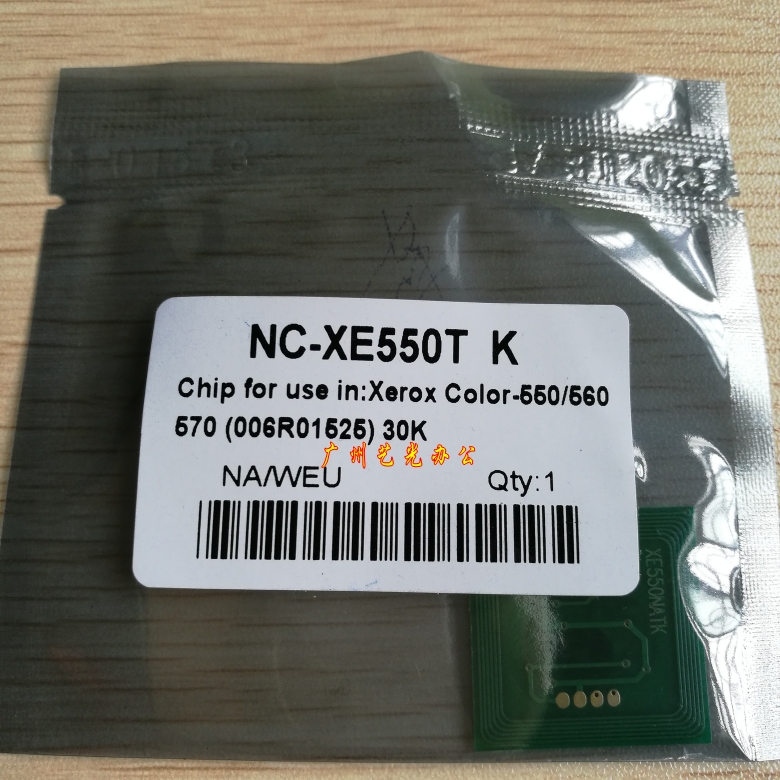 NC-XE550T K
Chip for use in:Xerox Color-550/560
570 (006R01525) 30K
广州艺光办公
NA/WEU
Qty:1
XE550NATK